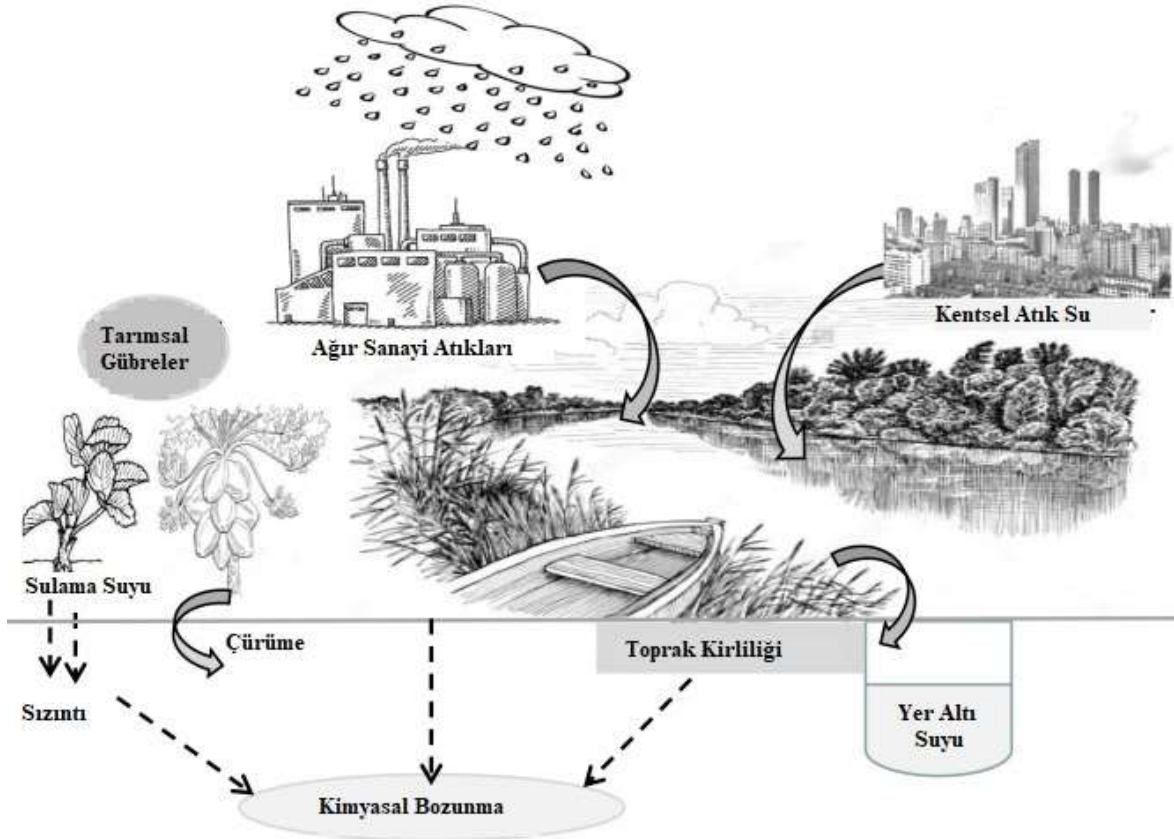 Kentsel Atık Su
Tarımsal
Gübreler
Ağır Sanayi Atıkları
Sulama Suyu
Çürüme
Toprak Kirliliği
Sızıntı
Yer Altı
Suyu
Kimyasal Bozunma